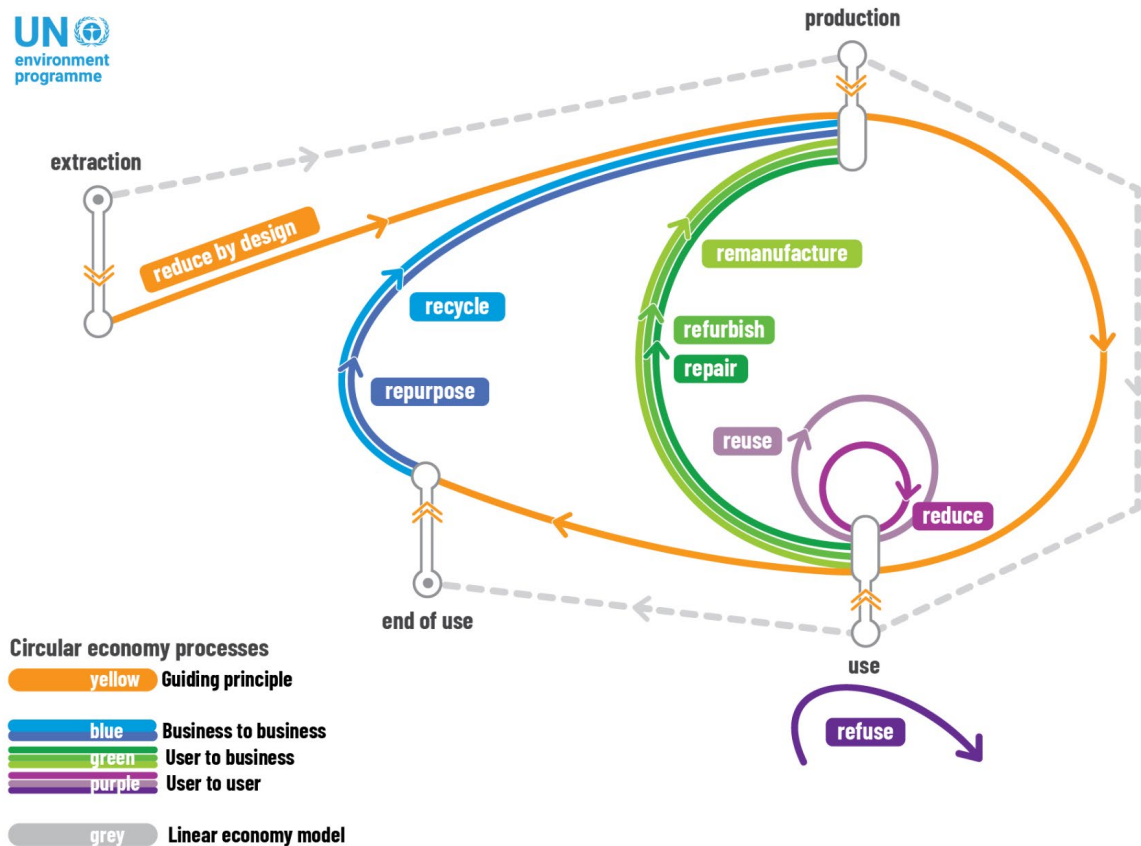 UN
environment
programme
production
extraction
reduce by design
remanufacture
recycle
refurbish
repair
repurpose
reuse
reduce
end of use
use
refuse
Circular economy processes
yellow Guiding principle
blue Business to business
green User to business
purple User to user
grey Linear economy model